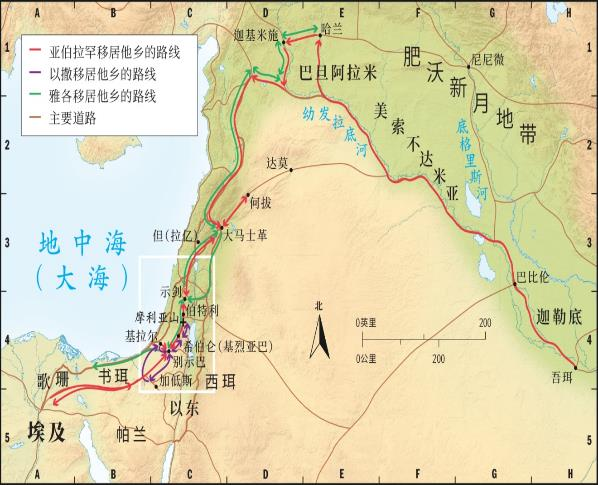 A B C D E F G H
1
2
3
4
5
亚伯拉罕移居他乡的路线
以撒移居他乡的路线
雅各移居他乡的路线
主要道路
迦基米施
哈兰
巴旦阿拉米
肥沃新月地带
尼尼微
幼发拉底河
美索不达米亚
底格里斯河
达莫
何拔
但(拉亿)
大马士革
地中海
(大海)
示剑
伯特利
摩利亚山
基拉尔
希伯仑(基烈亚巴)
别示巴
加低斯
西珥
以东
歌珊
书珥
埃及
帕兰
巴比伦
迦勒底
吾珥
北
0英里 200
0公里 200
1
2
3
4
5
A B C D E F G H